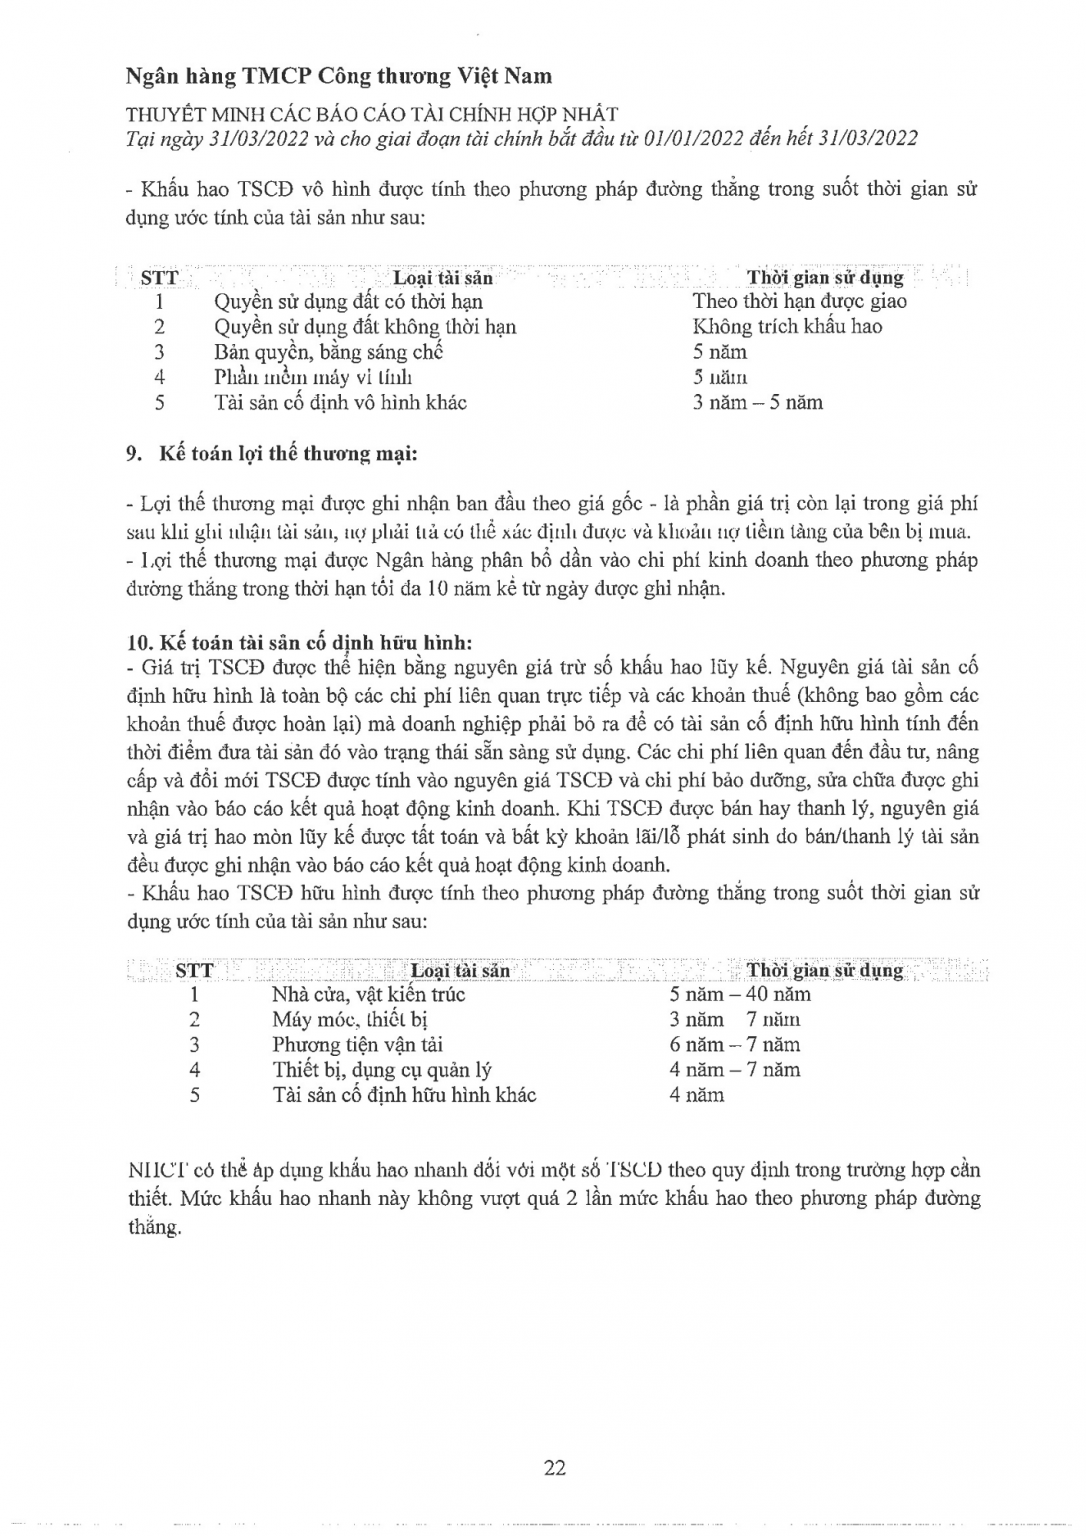 Ngân hàng TMCP Công thương Việt Nam
THUYẾT MINH CÁC BÁO CÁO TÀI CHÍNH HỢP NHẤT
Tại ngày 31/03/2022 và cho giai đoạn tài chính bắt đầu từ 01/01/2022 đến hết 31/03/2022
- Khấu hao TSCĐ vô hình được tính theo phương pháp đường thẳng trong suốt thời gian sử
dụng ước tính của tài sản như sau:
STT Loại tài sản Thời gian sử dụng
1 Quyền sử dụng đất có thời hạn Theo thời hạn được giao
2 Quyền sử dụng đất không thời hạn Không trích khấu hao
3 Bản quyền, bằng sáng chế 5 năm
4 Phần mềm máy vi tính 5 năm
5 Tài sản cố định vô hình khác 3 năm – 5 năm
9. Kế toán lợi thế thương mại:
- Lợi thế thương mại được ghi nhận ban đầu theo giá gốc - là phần giá trị còn lại trong giá phí
sau khi ghi nhận tài sản, nợ phải trả có thể xác định được và khoản nợ tiềm tàng của bên bị mua.
- Lợi thế thương mại được Ngân hàng phân bổ dần vào chi phí kinh doanh theo phương pháp
đường thẳng trong thời hạn tối đa 10 năm kể từ ngày được ghi nhận.
10. Kế toán tài sản cố định hữu hình:
- Giá trị TSCĐ được thể hiện bằng nguyên giá trừ số khấu hao lũy kế. Nguyên giá tài sản cố
định hữu hình là toàn bộ các chi phí liên quan trực tiếp và các khoản thuế (không bao gồm các
khoản thuế được hoàn lại) mà doanh nghiệp phải bỏ ra để có tài sản cố định hữu hình tính đến
thời điểm đưa tài sản đó vào trạng thái sẵn sàng sử dụng. Các chi phí liên quan đến đầu tư, nâng
cấp và đổi mới TSCĐ được tính vào nguyên giá TSCĐ và chi phí bảo dưỡng, sửa chữa được ghi
nhận vào báo cáo kết quả hoạt động kinh doanh. Khi TSCĐ được bán hay thanh lý, nguyên giá
và giá trị hao mòn lũy kế được tất toán và bất kỳ khoản lãi/lỗ phát sinh do bán/thanh lý tài sản
đều được ghi nhận vào báo cáo kết quả hoạt động kinh doanh.
- Khấu hao TSCĐ hữu hình được tính theo phương pháp đường thẳng trong suốt thời gian sử
dụng ước tính của tài sản như sau:
STT Loại tài sản Thời gian sử dụng
1 Nhà cửa, vật kiến trúc 5 năm – 40 năm
2 Máy móc, thiết bị 3 năm 7 năm
3 Phương tiện vận tải 6 năm – 7 năm
4 Thiết bị, dụng cụ quản lý 4 năm – 7 năm
5 Tài sản cố định hữu hình khác 4 năm
NHCT có thể áp dụng khấu hao nhanh đối với một số TSCĐ theo quy định trong trường hợp cần
thiết. Mức khấu hao nhanh này không vượt quá 2 lần mức khấu hao theo phương pháp đường
thẳng.
22